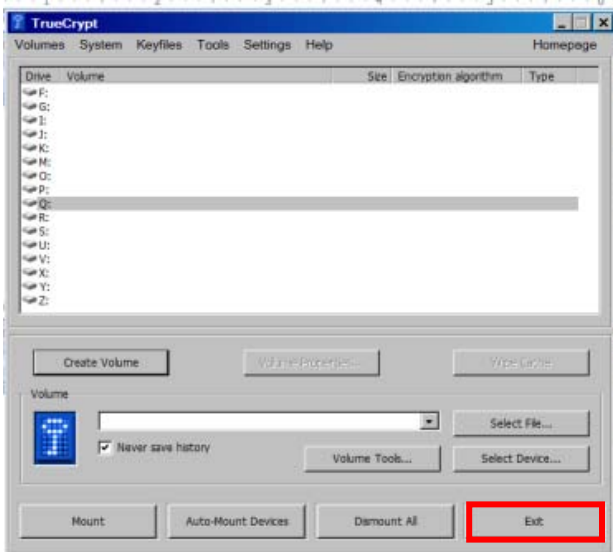 TrueCrypt
Volumes System Keyfiles Tools Settings Help Homepage
Drive Volume Size Encryption algorithm Type
F:
G:
I:
J:
K:
M:
O:
P:
Q:
R:
S:
U:
V:
X:
Y:
Z:
Create Volume Volume Properties... Wipe Cache
Volume
Select File...
Never save history
Volume Tools... Select Device...
Mount Auto-Mount Devices Dismount All Exit